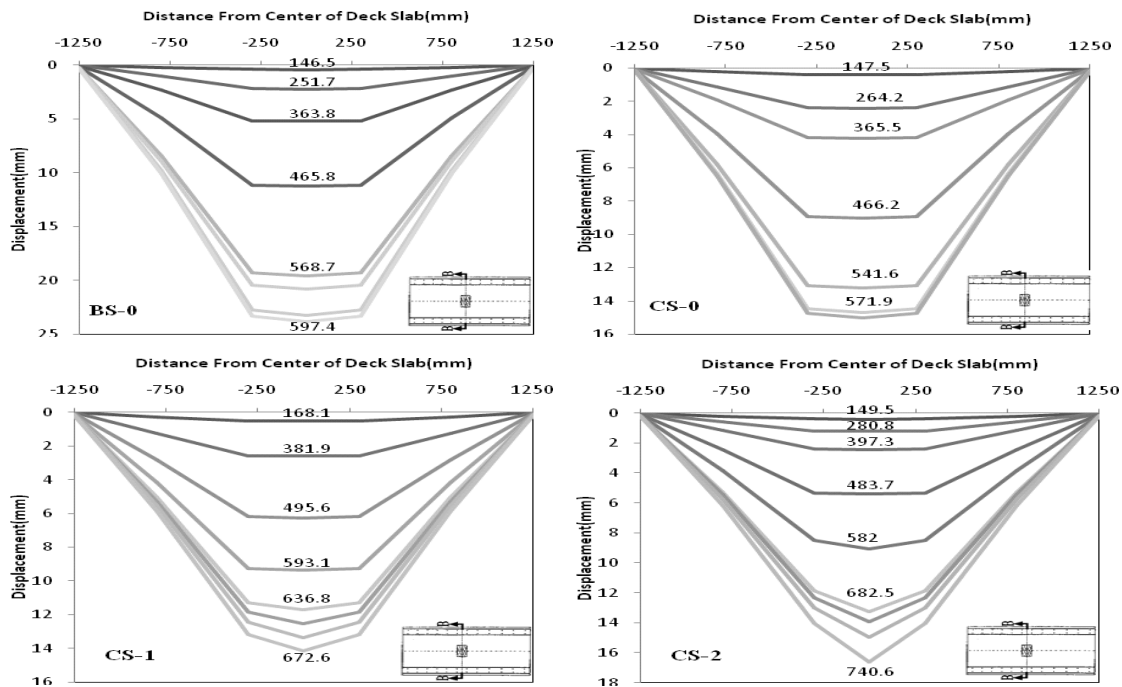 Distance From Center of Deck Slab(mm)
-1250 -750 -250 250 750 1250
0
5
10
15
20
25
Displacement(mm)
146.5
251.7
363.8
465.8
568.7
597.4
BS-0
B
B
Distance From Center of Deck Slab(mm)
-1250 -750 -250 250 750 1250
0
2
4
6
8
10
12
14
16
Displacement(mm)
147.5
264.2
365.5
466.2
541.6
571.9
CS-0
B
B
Distance From Center of Deck Slab(mm)
-1250 -750 -250 250 750 1250
0
2
4
6
8
10
12
14
16
Displacement(mm)
168.1
381.9
495.6
593.1
636.8
672.6
CS-1
B
B
Distance From Center of Deck Slab(mm)
-1250 -750 -250 250 750 1250
0
2
4
6
8
10
12
14
16
18
Displacement(mm)
149.5
280.8
397.3
483.7
582
682.5
740.6
CS-2
B
B